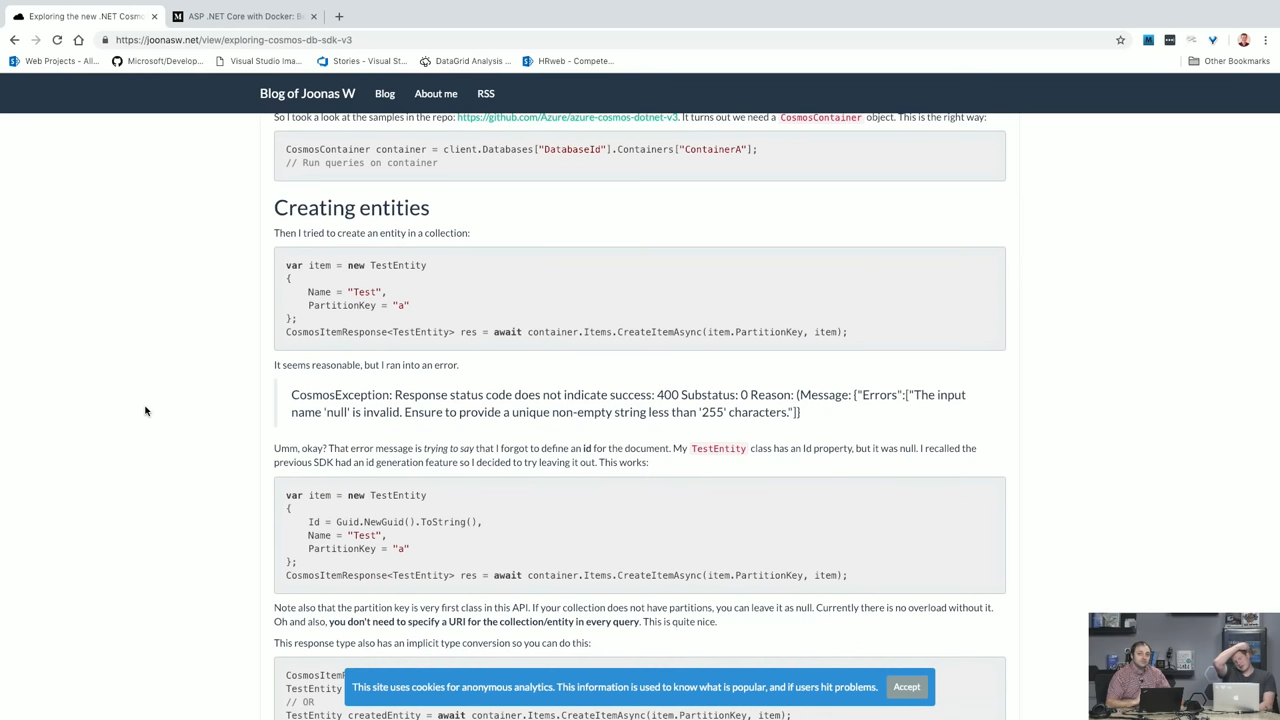 Exploring the new .NET Cosmo
ASP .NET Core with Docker: Be
https://joonasw.net/view/exploring-cosmos-db-sdk-v3
Web Projects - All...
Microsoft/Develop...
Visual Studio Ima...
Stories - Visual St...
DataGrid Analysis ...
HRweb - Compete...
Other Bookmarks
Blog of Joonas W
Blog
About me
RSS
So I took a look at the samples in the repo: https://github.com/Azure/azure-cosmos-dotnet-v3. It turns out we need a CosmosContainer object. This is the right way:
CosmosContainer container = client.Databases["DatabaseId"].Containers["ContainerA"];
// Run queries on container
Creating entities
Then I tried to create an entity in a collection:
var item = new TestEntity
{
Name = "Test",
PartitionKey = "a"
};
CosmosItemResponse<TestEntity> res = await container.Items.CreateItemAsync(item.PartitionKey, item);
It seems reasonable, but I ran into an error.
CosmosException: Response status code does not indicate success: 400 Substatus: 0 Reason: (Message: {"Errors":["The input
name 'null' is invalid. Ensure to provide a unique non-empty string less than '255' characters."]}
Umm, okay? That error message is trying to say that I forgot to define an id for the document. My TestEntity class has an Id property, but it was null. I recalled the
previous SDK had an id generation feature so I decided to try leaving it out. This works:
var item = new TestEntity
{
Id = Guid.NewGuid().ToString(),
Name = "Test",
PartitionKey = "a"
};
CosmosItemResponse<TestEntity> res = await container.Items.CreateItemAsync(item.PartitionKey, item);
Note also that the partition key is very first class in this API. If your collection does not have partitions, you can leave it as null. Currently there is no overload without it.
Oh and also, you don't need to specify a URI for the collection/entity in every query. This is quite nice.
This response type also has an implicit type conversion so you can do this:
CosmosItemR
TestEntity
// OR
TestEntity createdEntity = await container.Items.CreateItemAsync(item.PartitionKey, item);
This site uses cookies for anonymous analytics. This information is used to know what is popular, and if users hit problems.
Accept